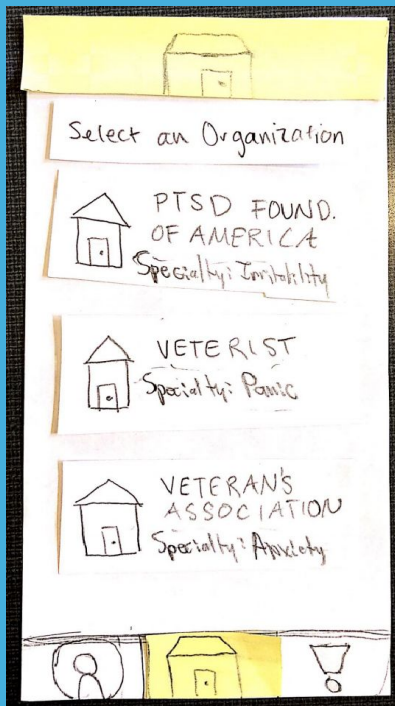 Select an Organization
PTSD FOUND.
OF AMERICA
Specialty: Irritability
VETERIST
Specialty: Panic
VETERAN'S
ASSOCIATION
Specialty: Anxiety